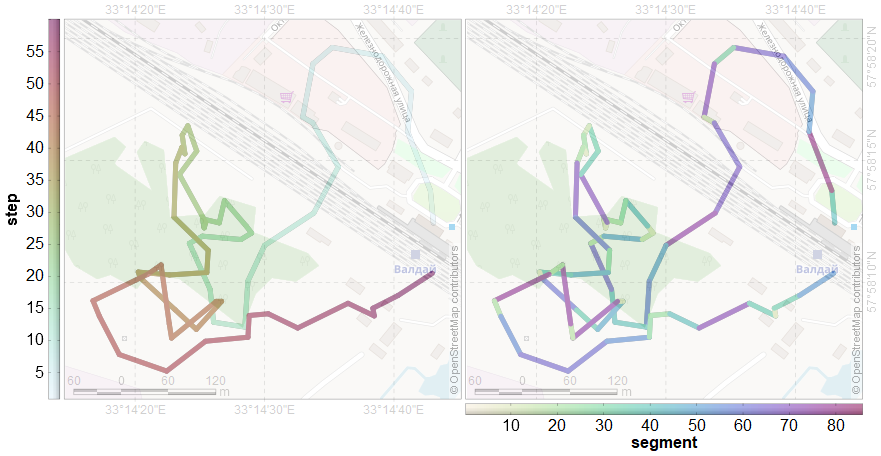 33°14'20"E 33°14'30"E 33°14'40"E
33°14'20"E 33°14'30"E 33°14'40"E
57°58'20"N
57°58'15"N
57°58'10"N
step
55
50
45
40
35
30
25
20
15
10
5
Железнодорожная улица
Валдай
60 0 60 120 m
© OpenStreetMap contributors
33°14'20"E 33°14'30"E 33°14'40"E
Железнодорожная улица
Валдай
60 0 60 120 m
© OpenStreetMap contributors
33°14'20"E 33°14'30"E 33°14'40"E
10 20 30 40 50 60 70 80
segment